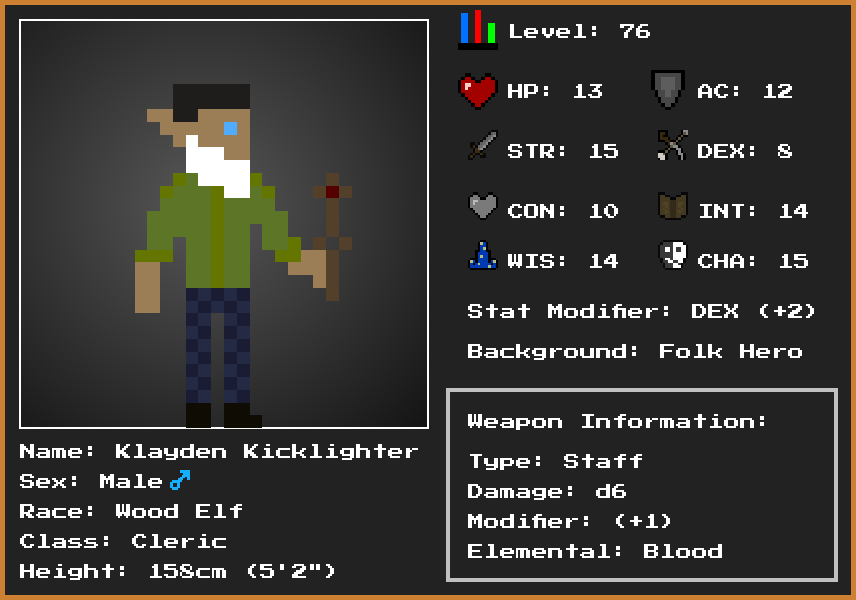 Level: 76
HP: 13 AC: 12
STR: 15 DEX: 8
CON: 10 INT: 14
WIS: 14 CHA: 15
Stat Modifier: DEX (+2)
Background: Folk Hero
Weapon Information:
Type: Staff
Damage: d6
Modifier: (+1)
Elemental: Blood
Name: Klayden Kicklighter
Sex: Male♂
Race: Wood Elf
Class: Cleric
Height: 158cm (5'2")